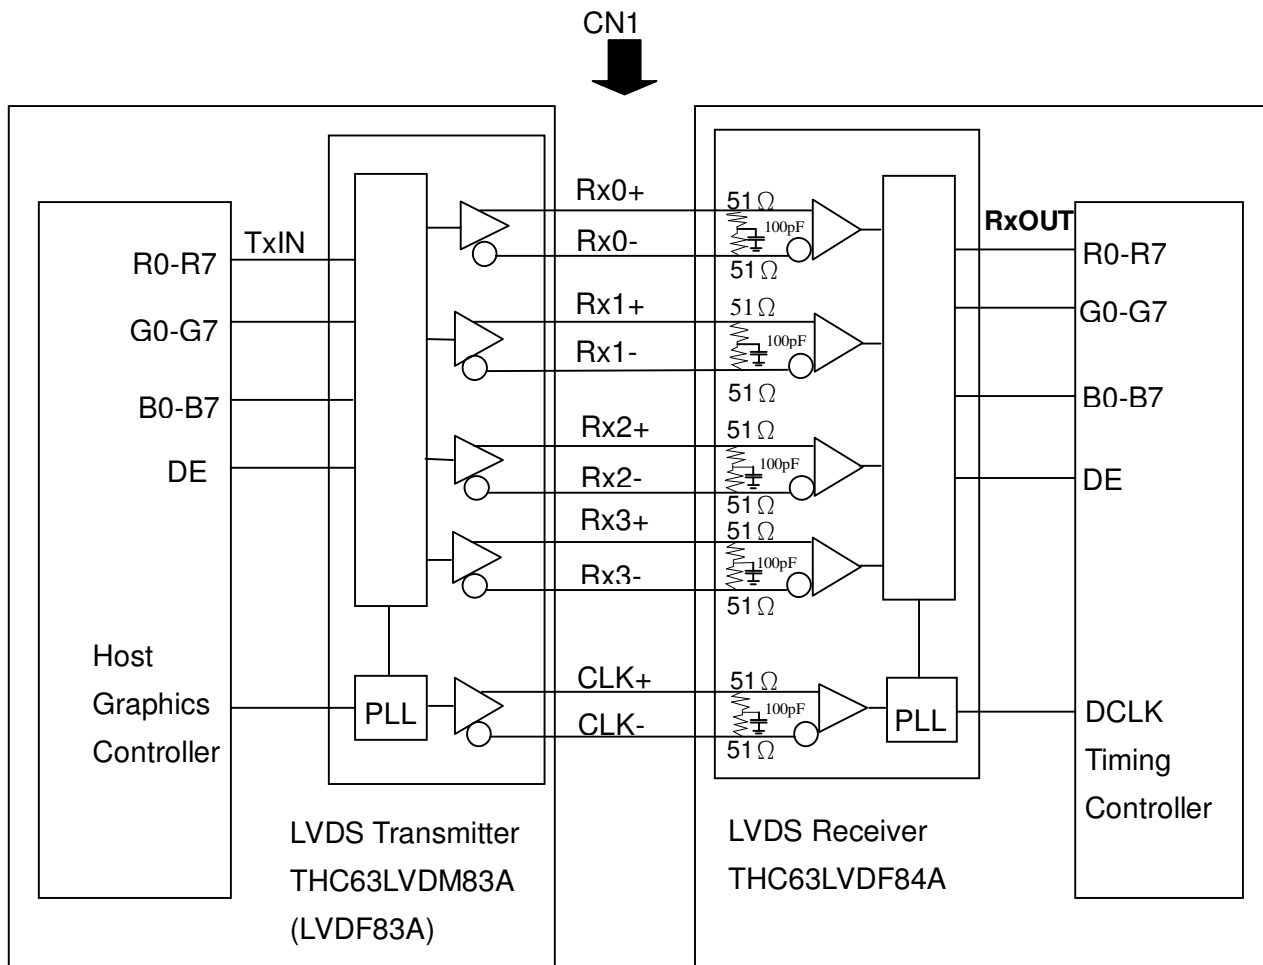 CN1
Host
Graphics
Controller
R0-R7
G0-G7
B0-B7
DE
TxIN
PLL
LVDS Transmitter
THC63LVDM83A
(LVDF83A)
Rx0+
Rx0-
Rx1+
Rx1-
Rx2+
Rx2-
Rx3+
Rx3-
CLK+
CLK-
51Ω
100pF
51Ω
51Ω
100pF
51Ω
51Ω
100pF
51Ω
51Ω
100pF
51Ω
51Ω
100pF
51Ω
PLL
LVDS Receiver
THC63LVDF84A
RxOUT
R0-R7
G0-G7
B0-B7
DE
DCLK
Timing
Controller